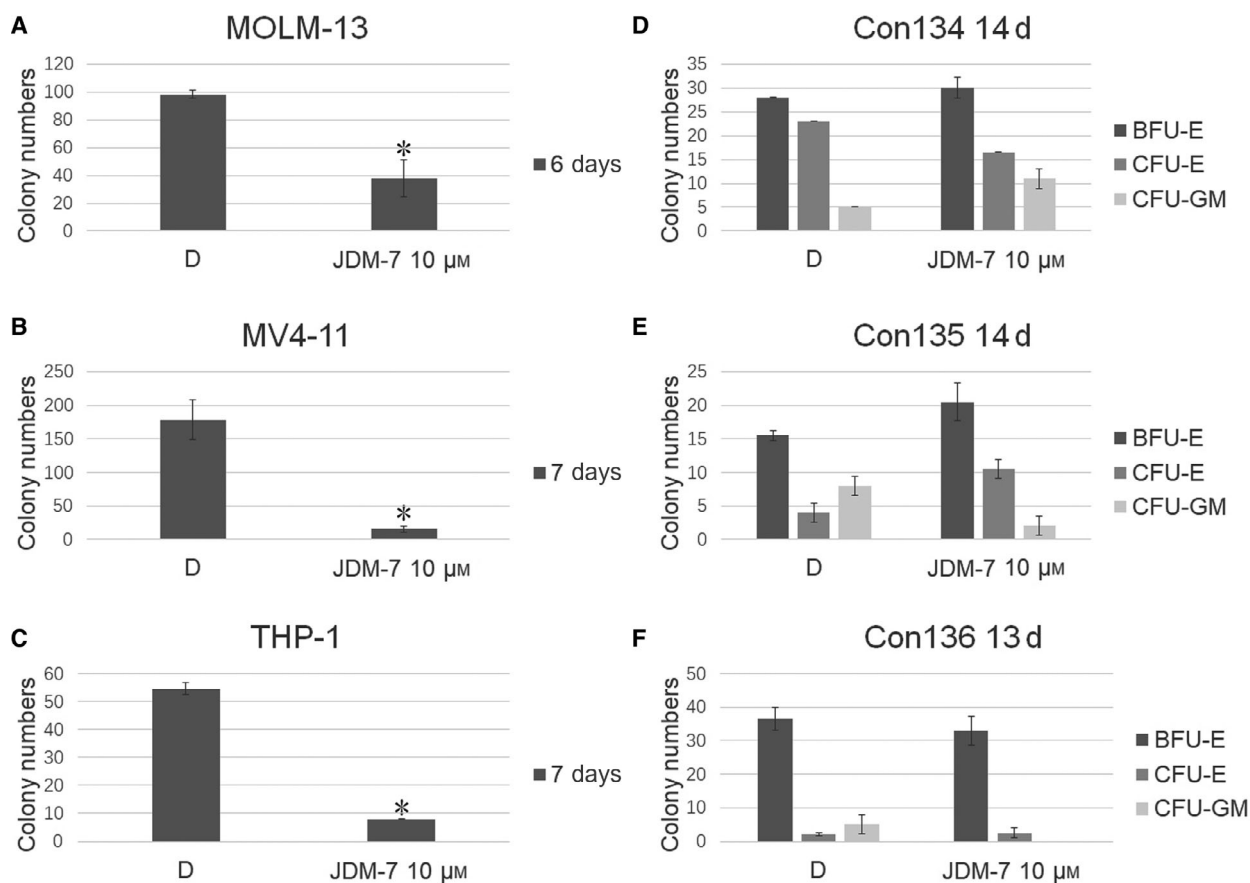 A
MOLM-13
Colony numbers
120
100
80
60
40
20
0
*
D
JDM-7 10 µM
6 days
B
MV4-11
Colony numbers
250
200
150
100
50
0
*
D
JDM-7 10 µM
7 days
C
THP-1
Colony numbers
60
50
40
30
20
10
0
*
D
JDM-7 10 µM
7 days
D
Con134 14 d
Colony numbers
35
30
25
20
15
10
5
0
D
JDM-7 10 µM
BFU-E
CFU-E
CFU-GM
E
Con135 14 d
Colony numbers
25
20
15
10
5
0
D
JDM-7 10 µM
BFU-E
CFU-E
CFU-GM
F
Con136 13 d
Colony numbers
50
40
30
20
10
0
D
JDM-7 10 µM
BFU-E
CFU-E
CFU-GM